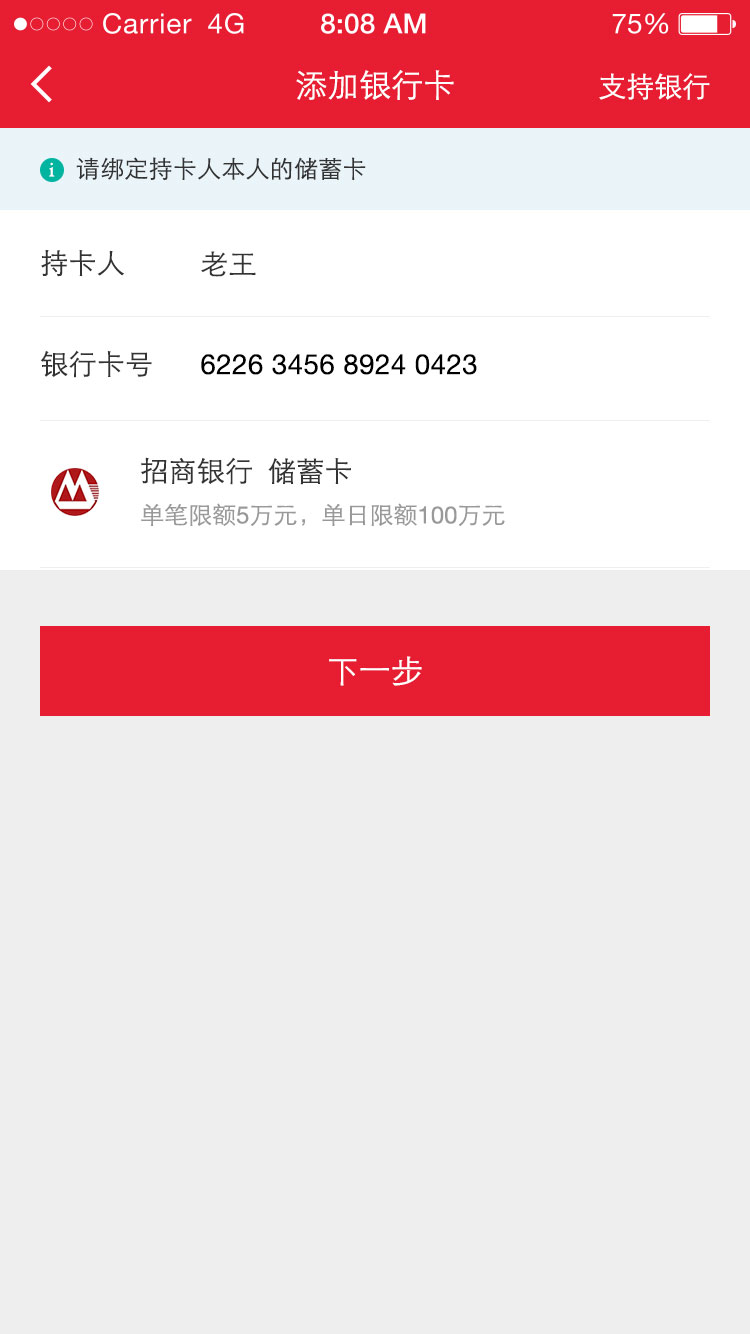 Carrier 4G 8:08 AM 75%
添加银行卡 支持银行
请绑定持卡人本人的储蓄卡
持卡人 老王
银行卡号 6226 3456 8924 0423
招商银行 储蓄卡
单笔限额5万元，单日限额100万元
下一步